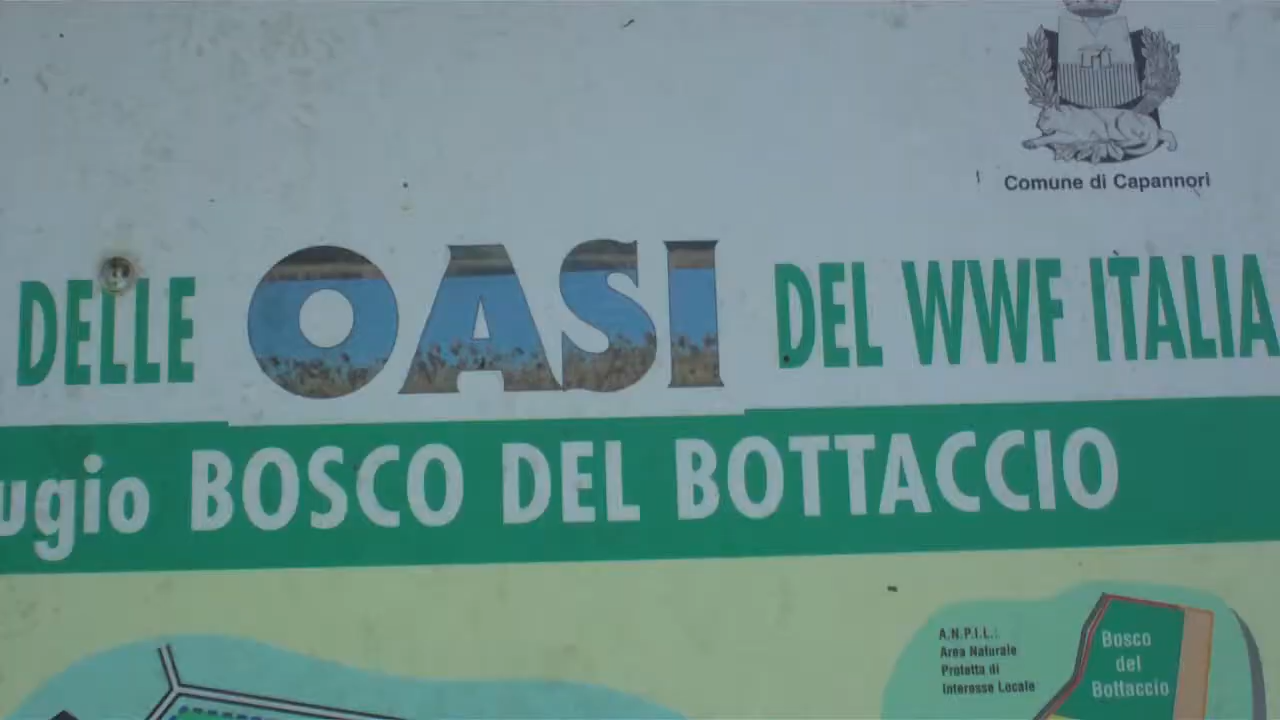 Comune di Capannori
DELLE OASI DEL WWF ITALIA
ugio BOSCO DEL BOTTACCIO
A.N.P.I.L.:
Area Naturale
Protetta di
Interesse Locale
Bosco
del
Bottaccio